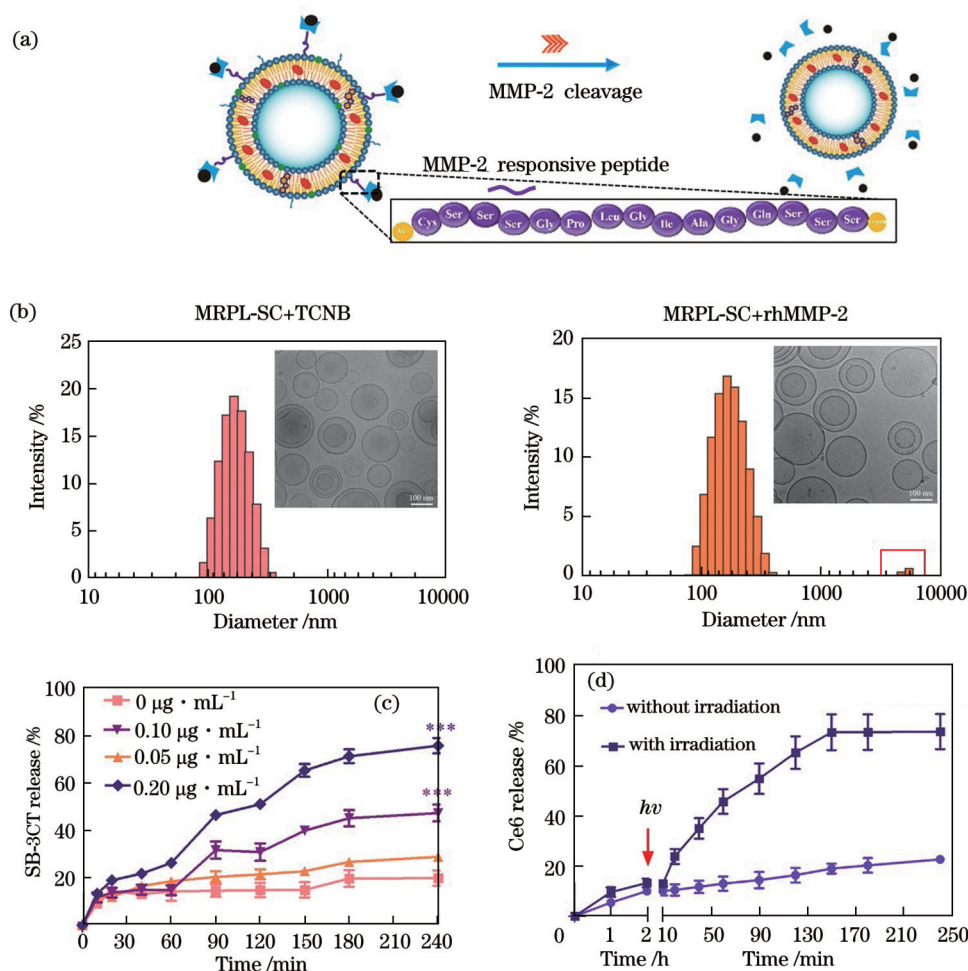 (a)
MMP-2 cleavage
MMP-2 responsive peptide
Ac Cys Ser Ser Ser Gly Pro Leu Gly Ile Ala Gly Gln Ser Ser Ser
(b)
MRPL-SC+TCNB
25
20
15
10
5
0
Intensity /%
100 nm
10 100 1000 10000
Diameter /nm
MRPL-SC+rhMMP-2
20
15
10
5
0
Intensity /%
100 nm
10 100 1000 10000
Diameter /nm
(c)
100
80
60
40
20
0
SB-3CT release /%
0 μg · mL⁻¹
0.10 μg · mL⁻¹
0.05 μg · mL⁻¹
0.20 μg · mL⁻¹
***
***
0 30 60 90 120 150 180 210 240
Time /min
(d)
100
80
60
40
20
0
Ce6 release /%
without irradiation
with irradiation
hν
0 1 2 10 50 90 130 170 210 250
Time /h Time /min